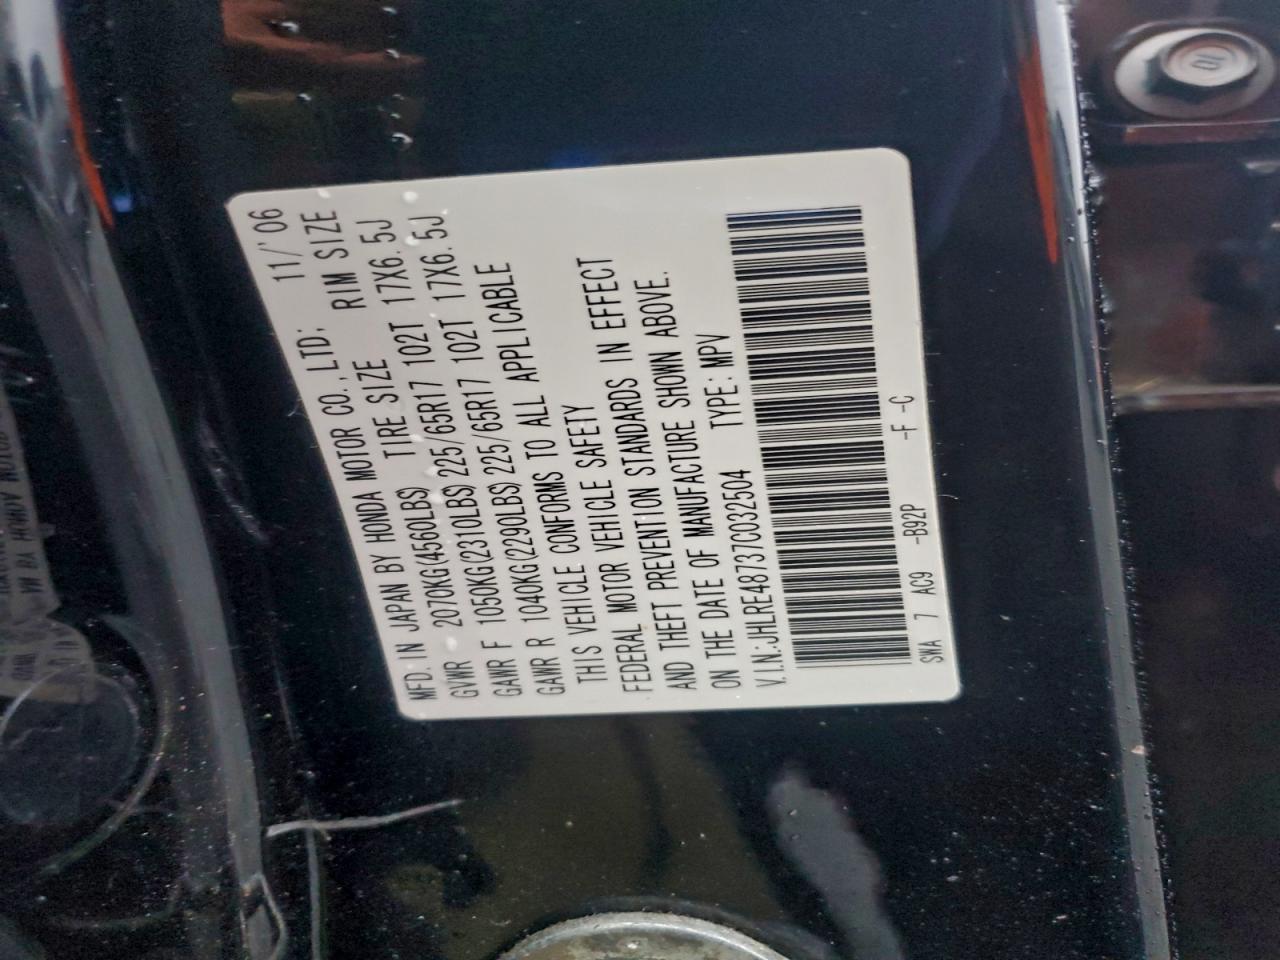 MFD. IN JAPAN BY HONDA MOTOR CO., LTD: 11/'06
GVWR 2070KG(4560LBS) TIRE SIZE RIM SIZE
GAWR F 1050KG(2310LBS) 225/65R17 102T 17X6.5J
GAWR R 1040KG(2290LBS) 225/65R17 102T 17X6.5J
THIS VEHICLE CONFORMS TO ALL APPLICABLE
FEDERAL MOTOR VEHICLE SAFETY
AND THEFT PREVENTION STANDARDS IN EFFECT
ON THE DATE OF MANUFACTURE SHOWN ABOVE.
V.I.N.:JHLRE48737C032504 TYPE: MPV
SWA 7 AC9 -B92P -F -C
10